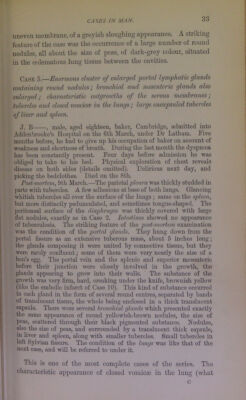 CASES IN MAN. 33
uneven membrane, of a greyish sloughing appearance. A striking
feature of the case was the occurrence of a large number of round
nodules, all about the size of peas, of dark-grey colour, situated
in the œdematous lung tissue between the cavities.
Case 5.—Enormous cluster of enlarged portal lymphatic glands
containing round nodules; bronchial and mesenteric glands also
enlarged; characteristic outgrowths of the serous membranes;
tubercles and closed vomicæ in the lungs; large encapsuled tubercles
of liver and spleen.
J. B——, male, aged eighteen, baker, Cambridge, admitted into
Addenbrooke's Hospital on the 6th March, under Dr Latham. Five
months before, he had to give up his occupation of baker on account of
weakness and shortness of breath. During the last month the dyspnœa
has been constantly present. Four days before admission he was
obliged to take to his bed. Physical exploration of chest reveals
disease on both sides (details omitted). Delirious next day, and
picking the bedclothes. Died on the 8th.
Post-mortem, 9th March.—The parietal pleura was thickly studded in
parts with tubercles. A few adhesions at base of both lungs. Glancing
whitish tubercles all over the surface of the lungs; same on the spleen,
but more distinctly pedunculated, and sometimes tongue-shaped. The
peritoneal surface of the diaphragm was thickly covered with large
flat nodules, exactly as in Case 2. Intestines showed no appearance
of tuberculosis. The striking feature of the post-mortem examination
was the condition of the portal glands. They hung down from the
portal fissure as an extensive tuberous mass, about 5 inches long;
the glands composing it were united by connective tissue, but they
were rarely confluent; some of them were very nearly the size of a
hen's egg. The portal vein and the splenic and superior mesenteric
before their junction were closely involved in the growth, the
glands appearing to grow into their walls. The substance of the
growth was very firm, hard, creaking under the knife, brownish yellow
(like the embolic infarct of Case 10). This kind of substance occurred
in each gland in the form of several round centres, separated by bands
of translucent tissue, the whole being enclosed in a thick translucent
capsule. There were several bronchial glands which presented exactly
the same appearance of round yellowish-brown nodules, the size of
peas, scattered through their black pigmented substance. Nodules,
also the size of peas, and surrounded by a translucent thick capsule,
in liver and spleen, along with smaller tubercles. Small tubercles in
left Sylvian fissure. The condition of the lungs was like that of the
next case, and will be referred to under it.
This is one of the most complete cases of the series. The
characteristic appearance of closed vomicæ in the lung (what
C